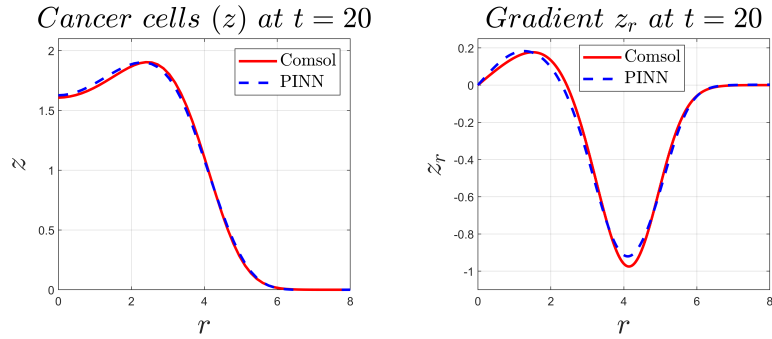 Cancer cells (z) at t = 20
2
1.5
1
0.5
0
z
0
2
4
6
8
r
Comsol
PINN
Gradient z_r at t = 20
0.2
0
-0.2
-0.4
-0.6
-0.8
-1
z_r
0
2
4
6
8
r
Comsol
PINN